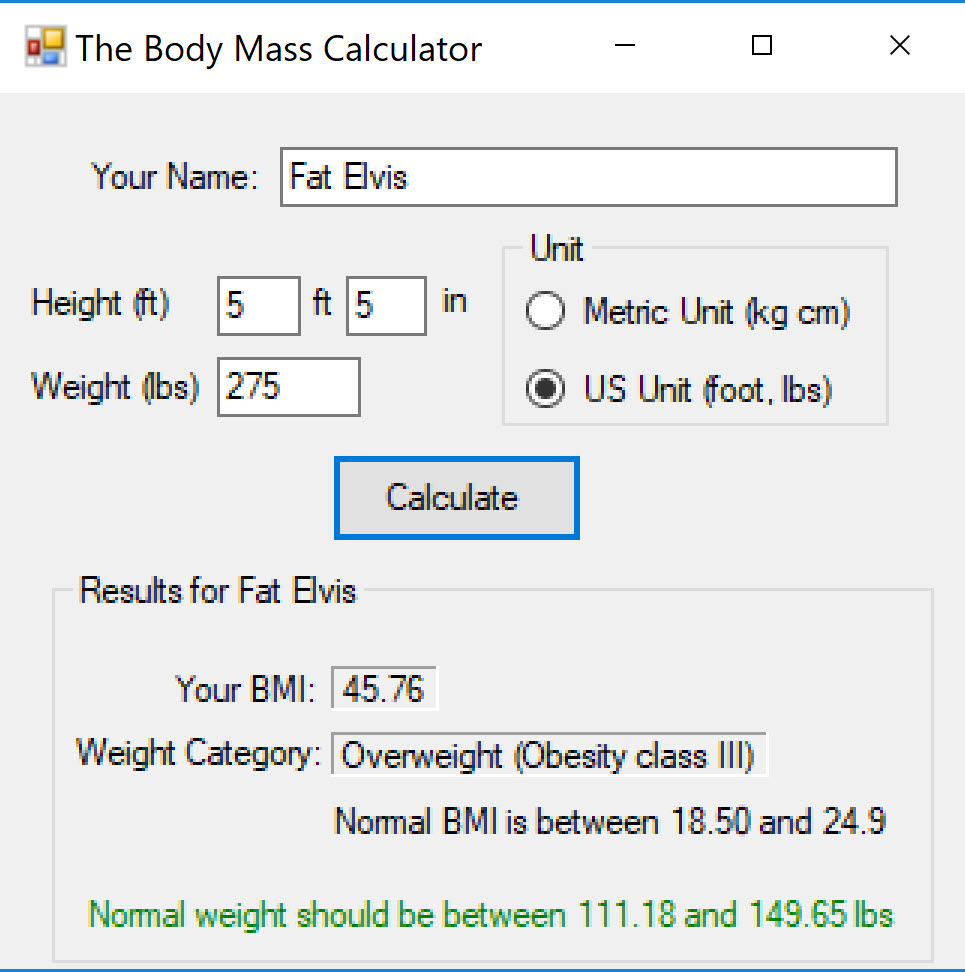 The Body Mass Calculator
Your Name: Fat Elvis
Unit
Height (ft) 5 ft 5 in
Metric Unit (kg cm)
Weight (lbs) 275
US Unit (foot, lbs)
Calculate
Results for Fat Elvis
Your BMI: 45.76
Weight Category: Overweight (Obesity class III)
Normal BMI is between 18.50 and 24.9
Normal weight should be between 111.18 and 149.65 lbs